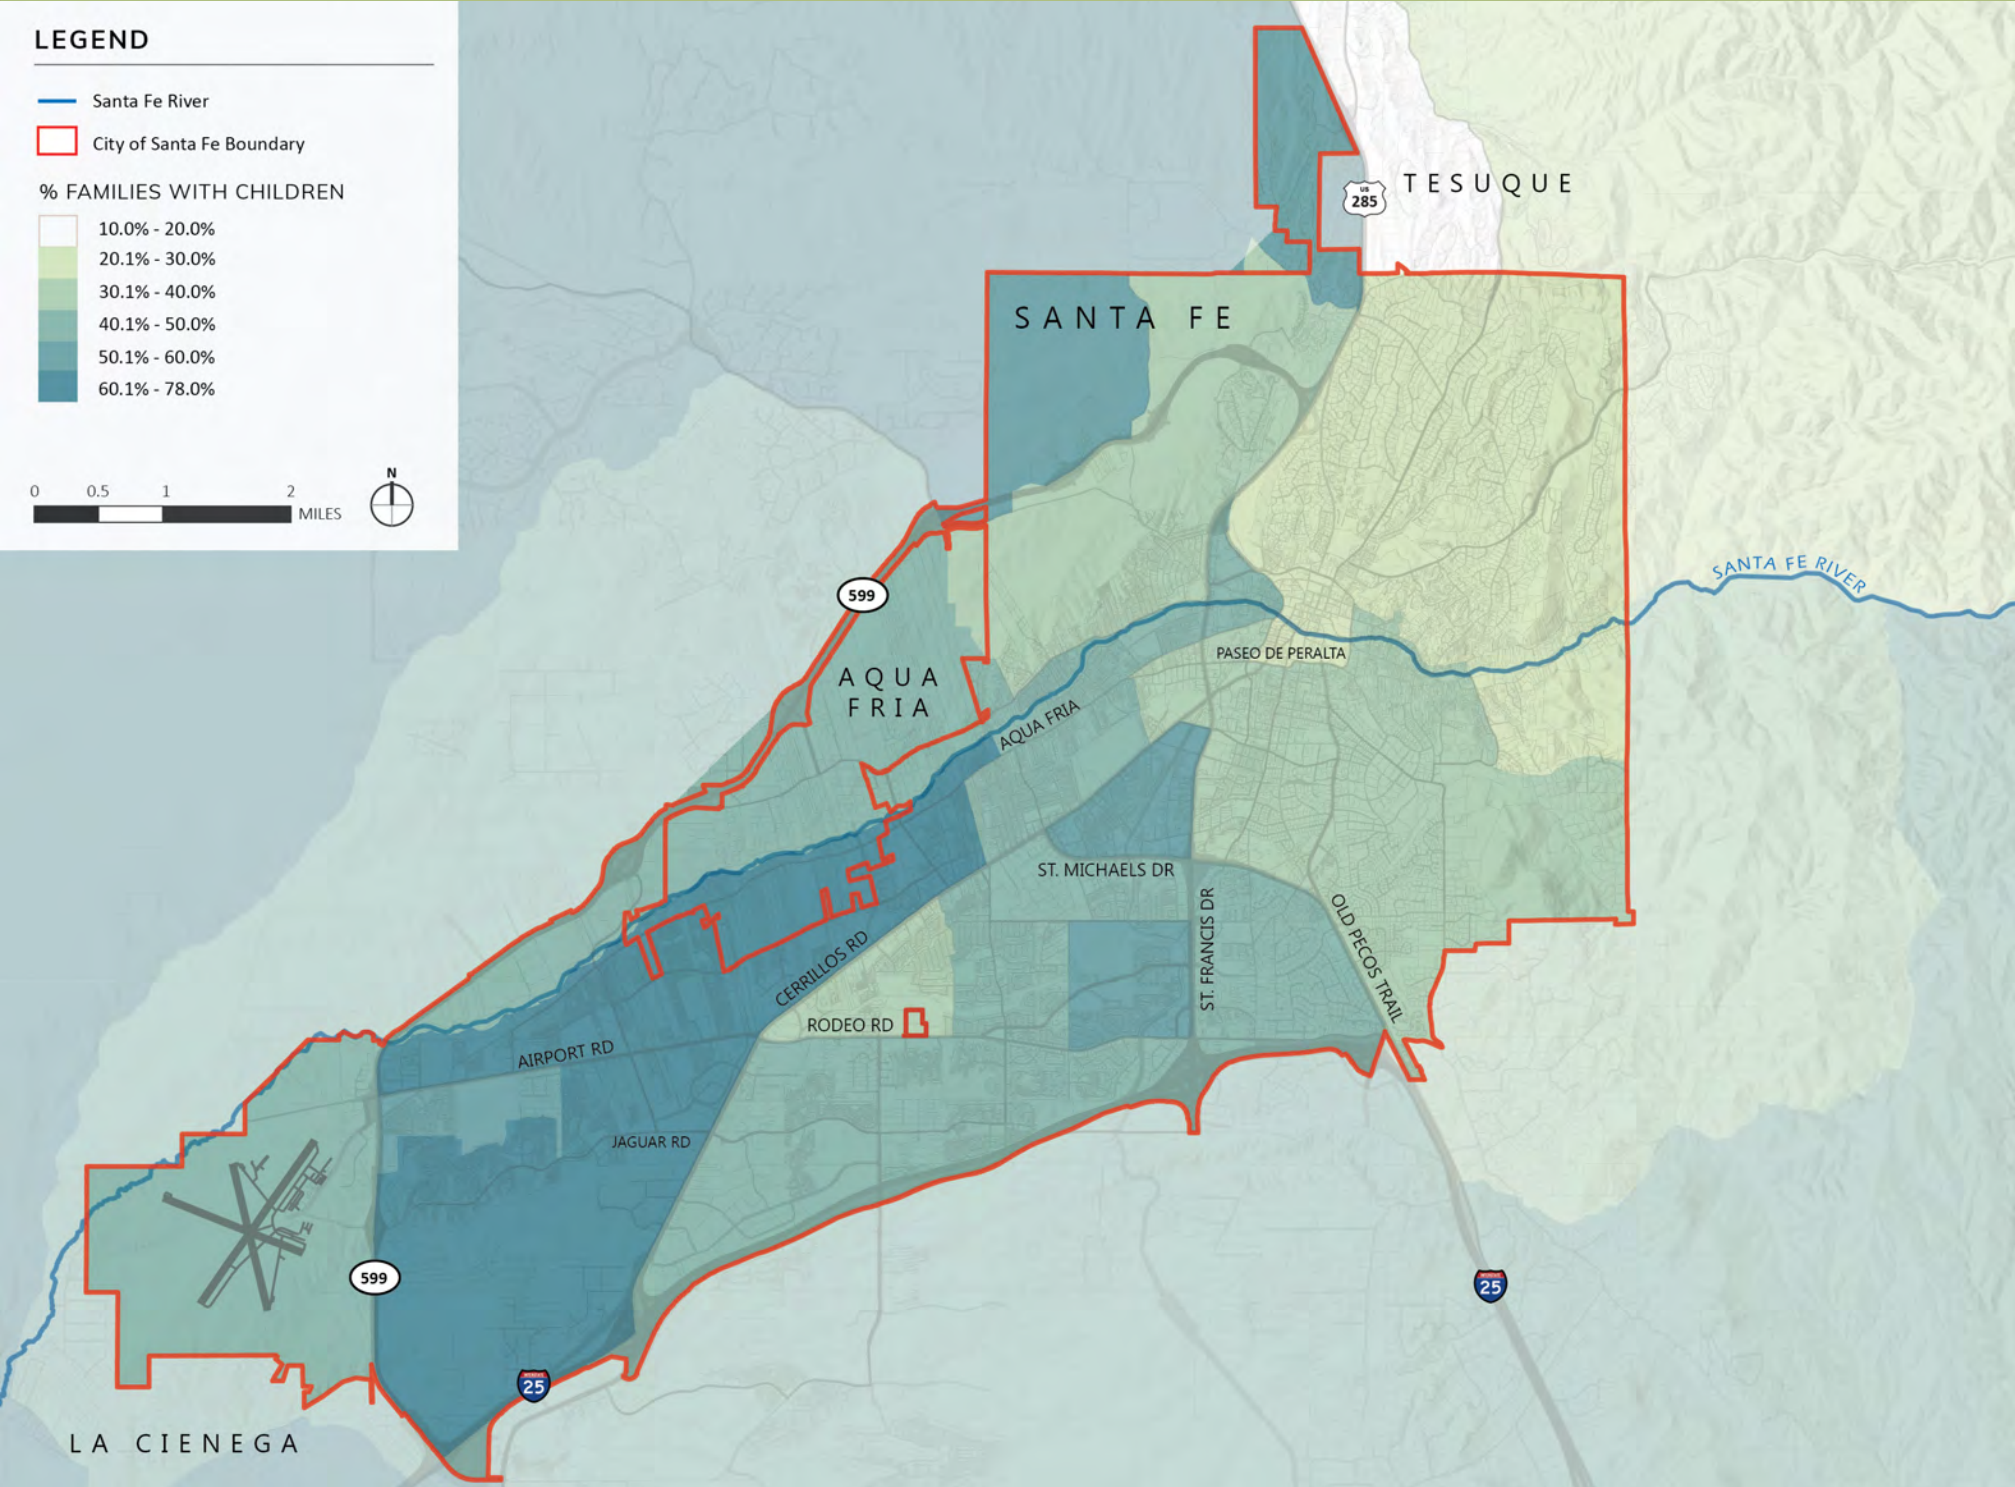 LEGEND
Santa Fe River
City of Santa Fe Boundary
% FAMILIES WITH CHILDREN
10.0% - 20.0%
20.1% - 30.0%
30.1% - 40.0%
40.1% - 50.0%
50.1% - 60.0%
60.1% - 78.0%
0 0.5 1 2
MILES
N
TESUQUE
US
285
SANTA FE
SANTA FE RIVER
599
AQUA
FRIA
PASEO DE PERALTA
AQUA FRIA
ST. MICHAELS DR
ST. FRANCIS DR
OLD PECOS TRAIL
CERRILLOS RD
RODEO RD
AIRPORT RD
JAGUAR RD
599
25
25
LA CIENEGA